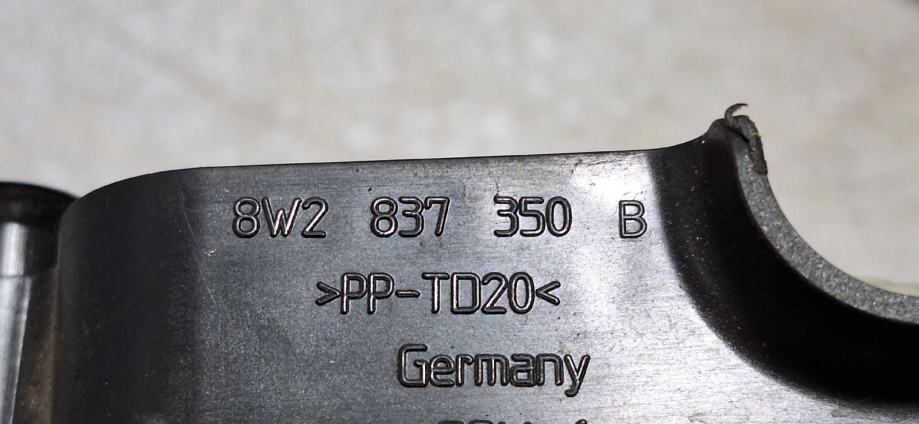 8W2 837 350 B
>PP-TD20<
Germany